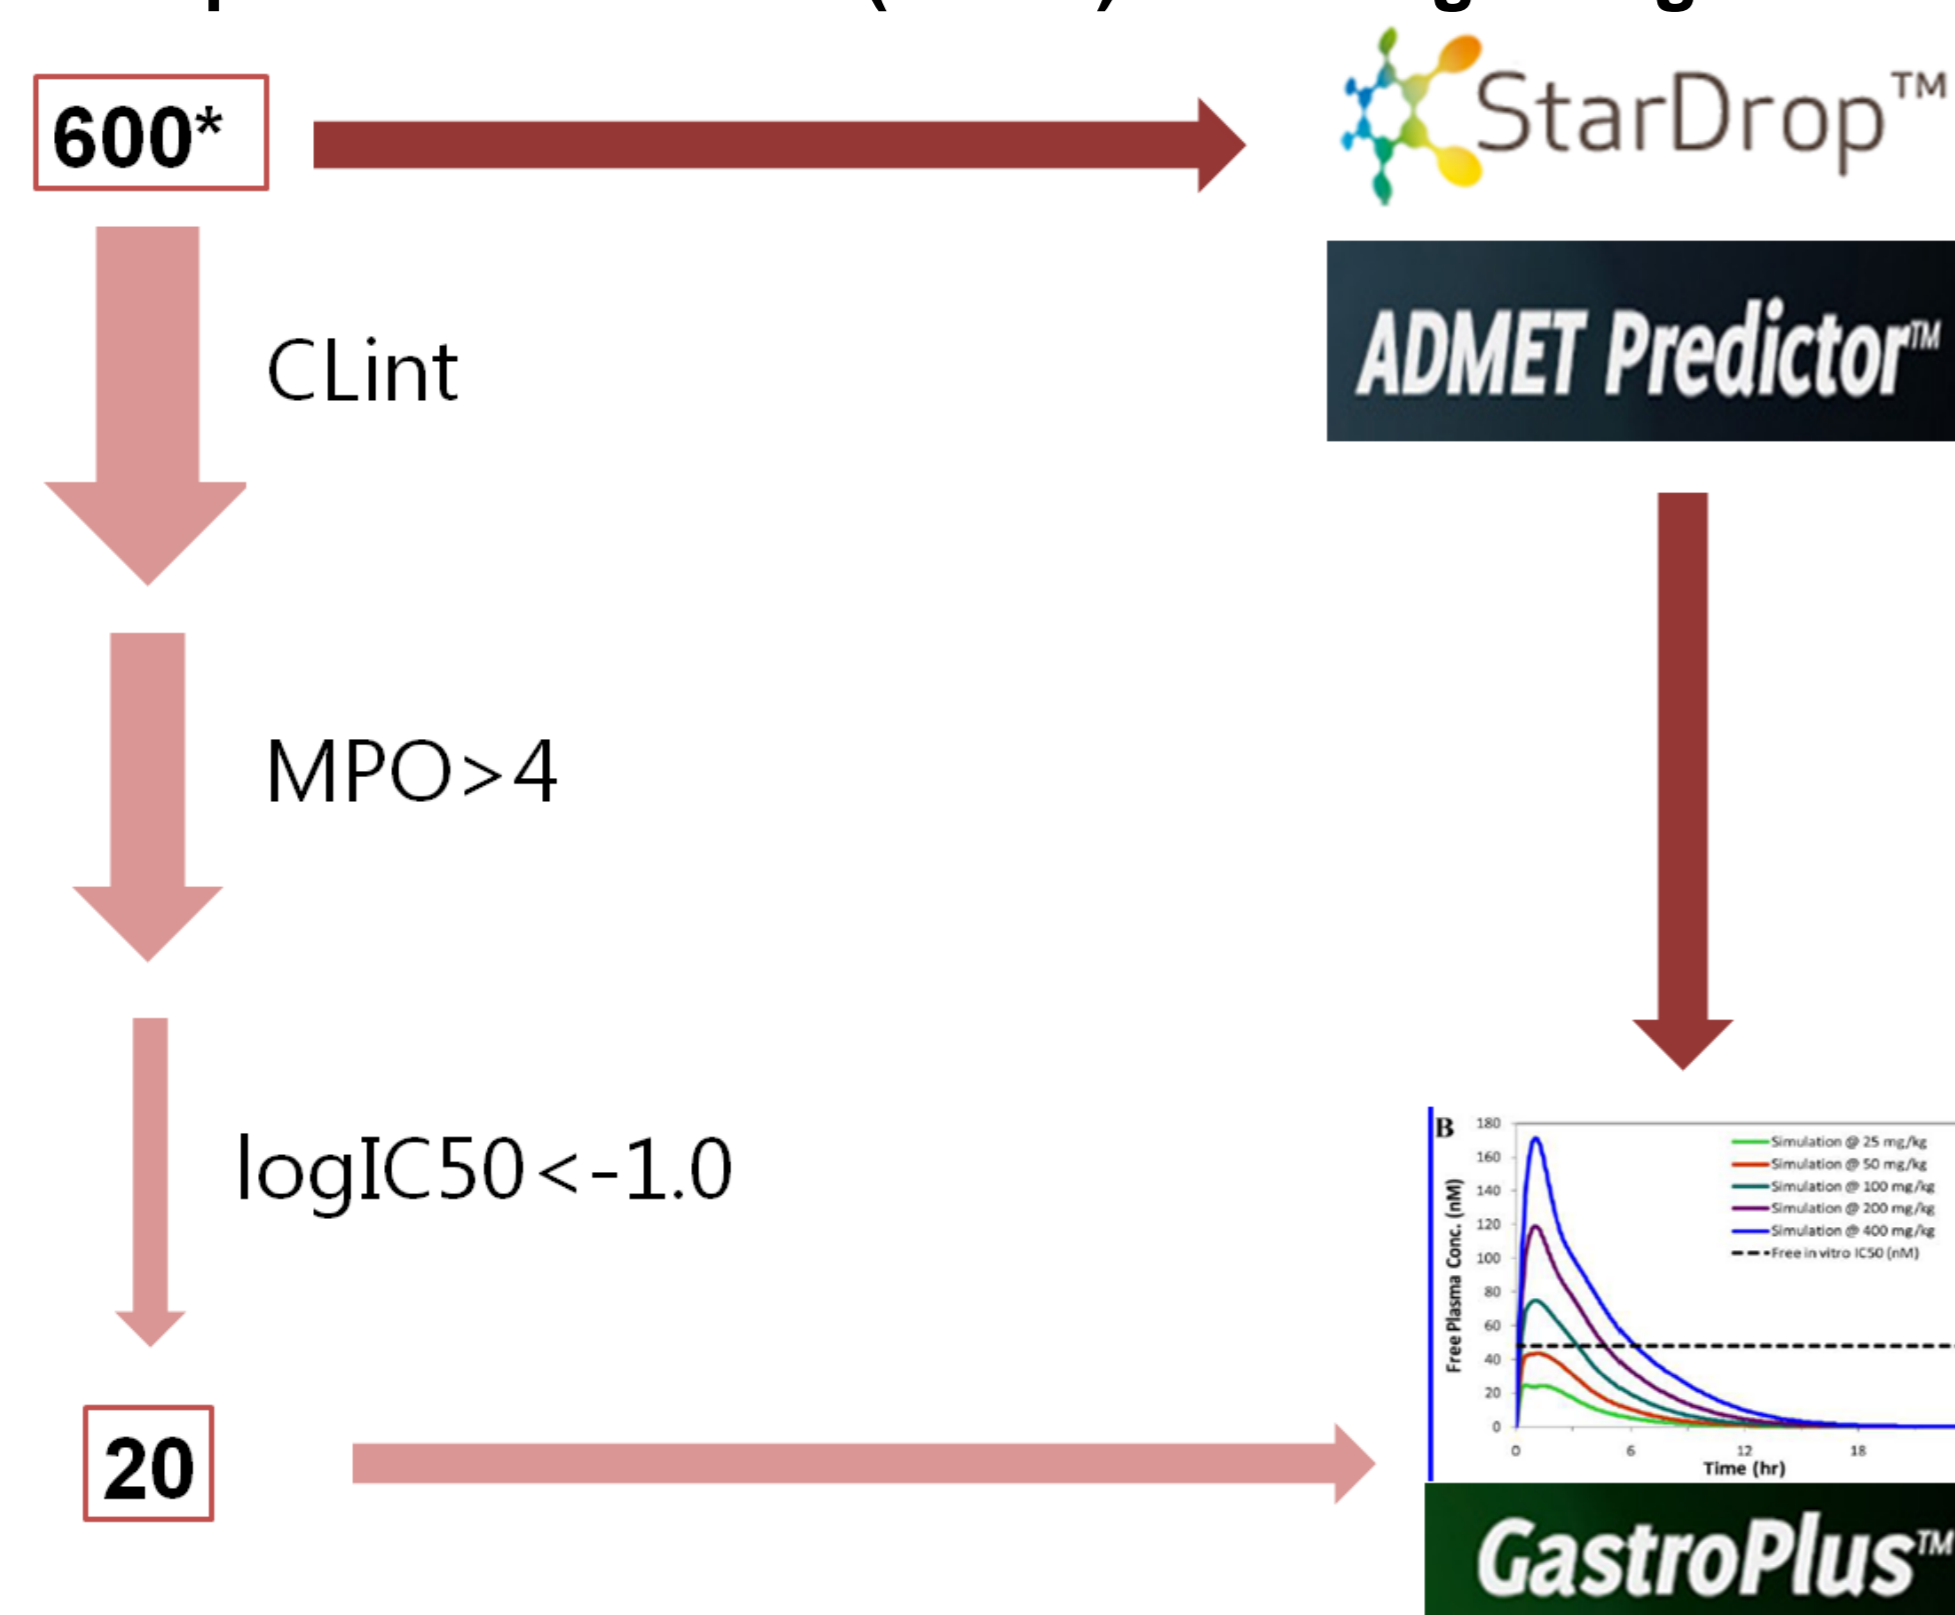 600*
StarDrop™
ADMET Predictor™
CLint
MPO>4
logIC50<-1.0
20
B
Free Plasma Conc. (nM)
180
160
140
120
100
80
60
40
20
0
Simulation @ 25 mg/kg
Simulation @ 50 mg/kg
Simulation @ 100 mg/kg
Simulation @ 200 mg/kg
Simulation @ 400 mg/kg
Free in vitro IC50 (nM)
0 6 12 18
Time (hr)
GastroPlus™